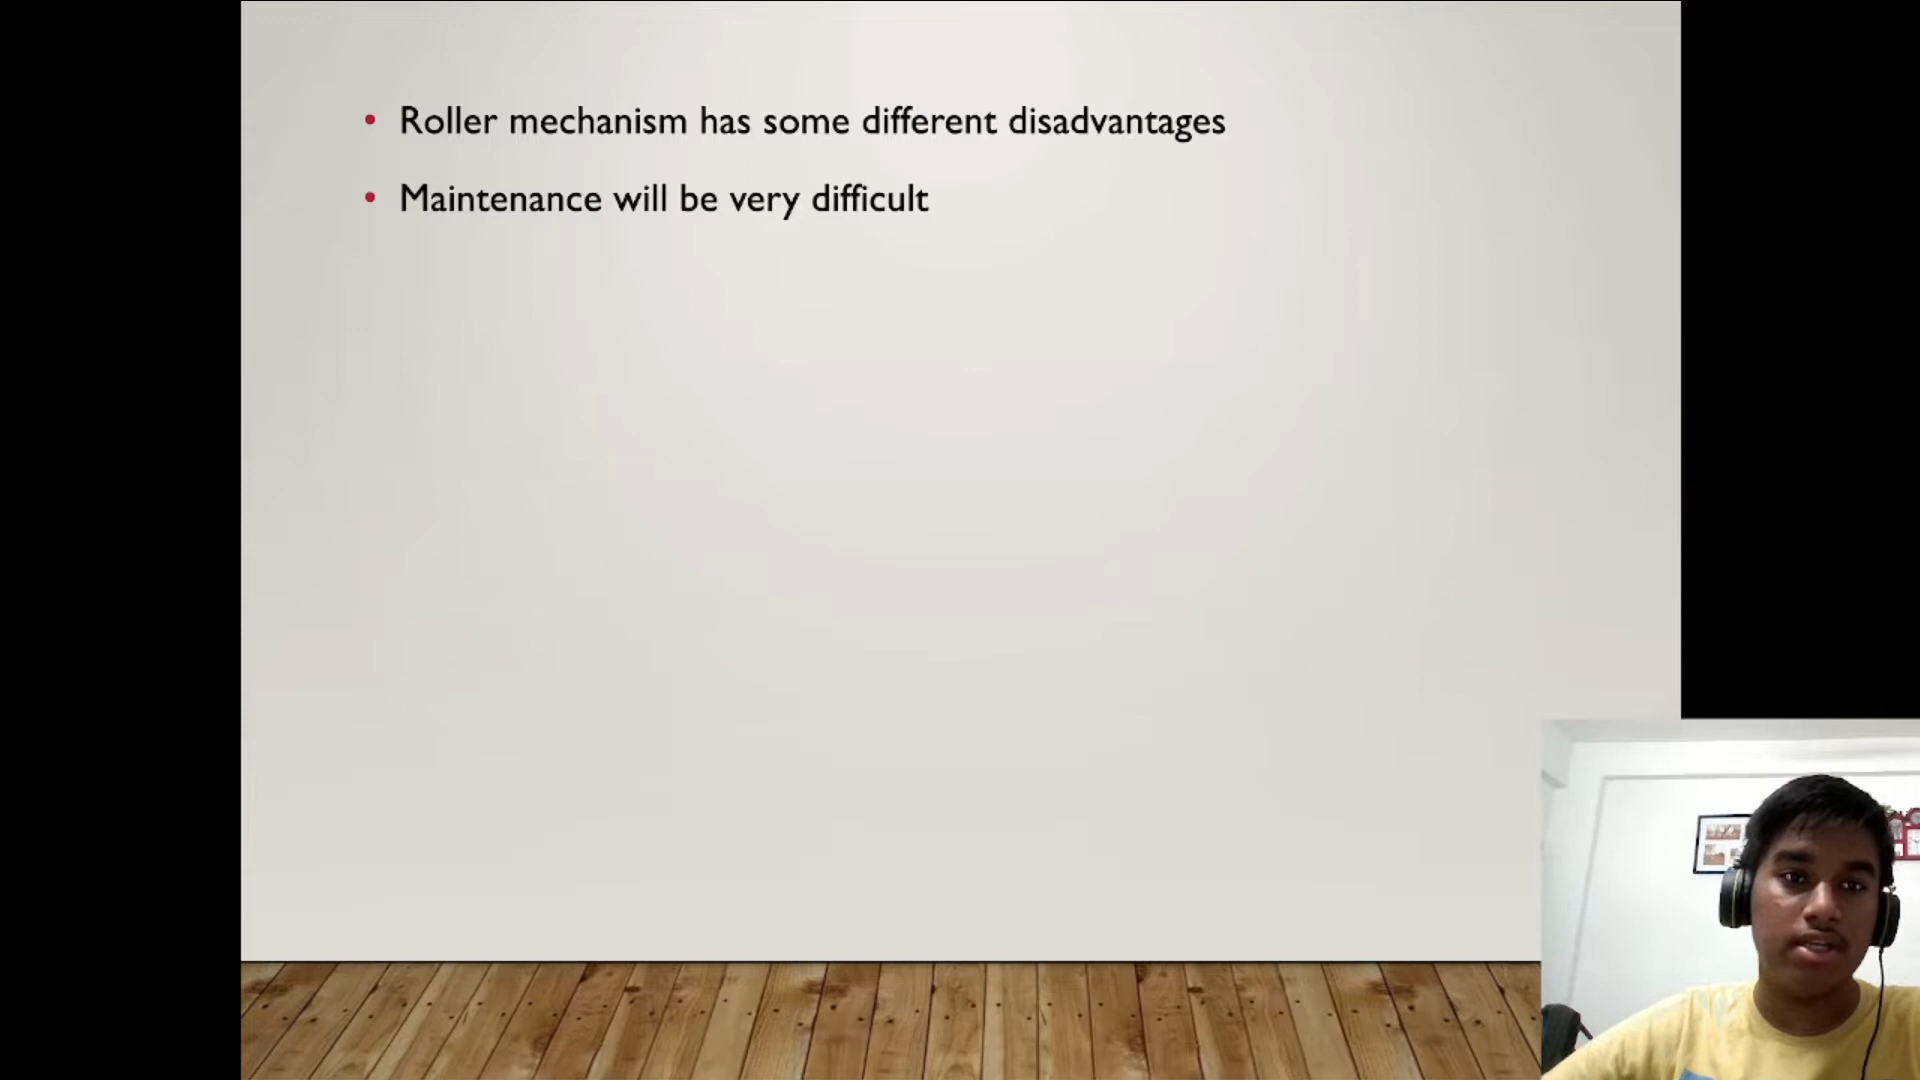 Roller mechanism has some different disadvantages
Maintenance will be very difficult